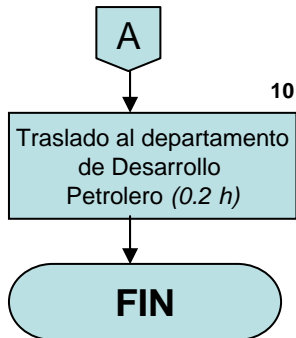 A
10
Traslado al departamento
de Desarrollo
Petrolero (0.2 h)
FIN